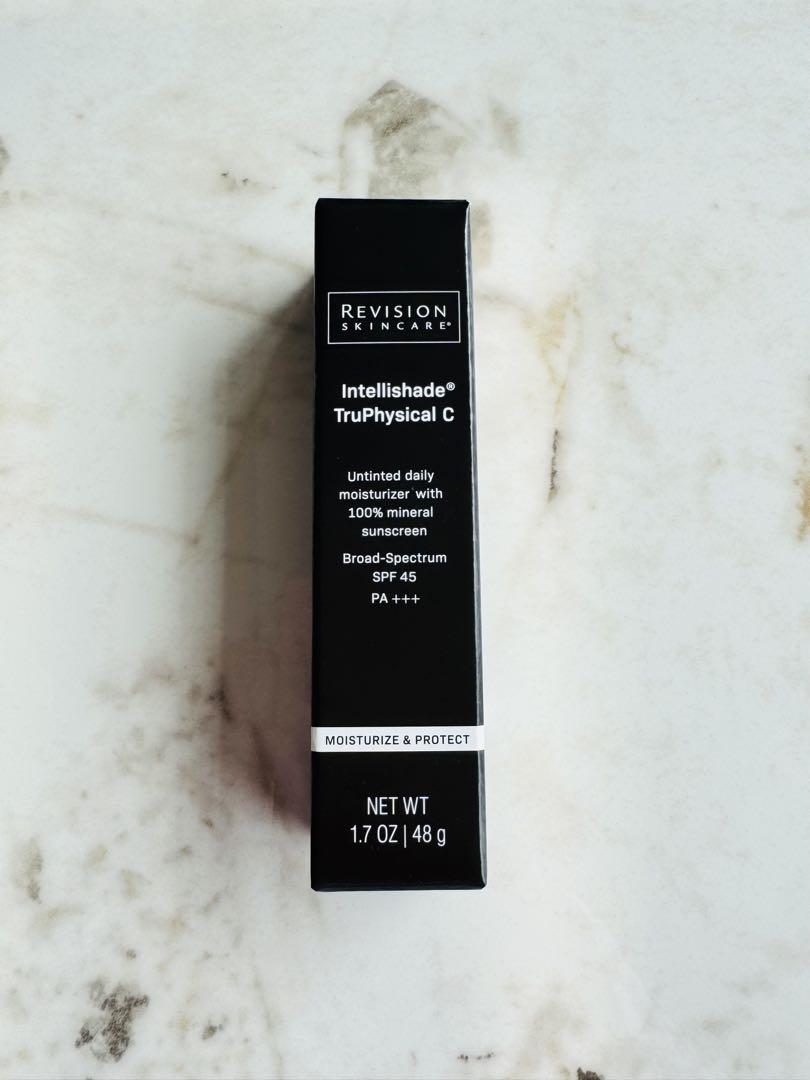 REVISION
SKINCARE®
Intellishade®
TruPhysical C
Untinted daily
moisturizer with
100% mineral
sunscreen
Broad-Spectrum
SPF 45
PA +++
MOISTURIZE & PROTECT
NET WT
1.7 OZ | 48 g